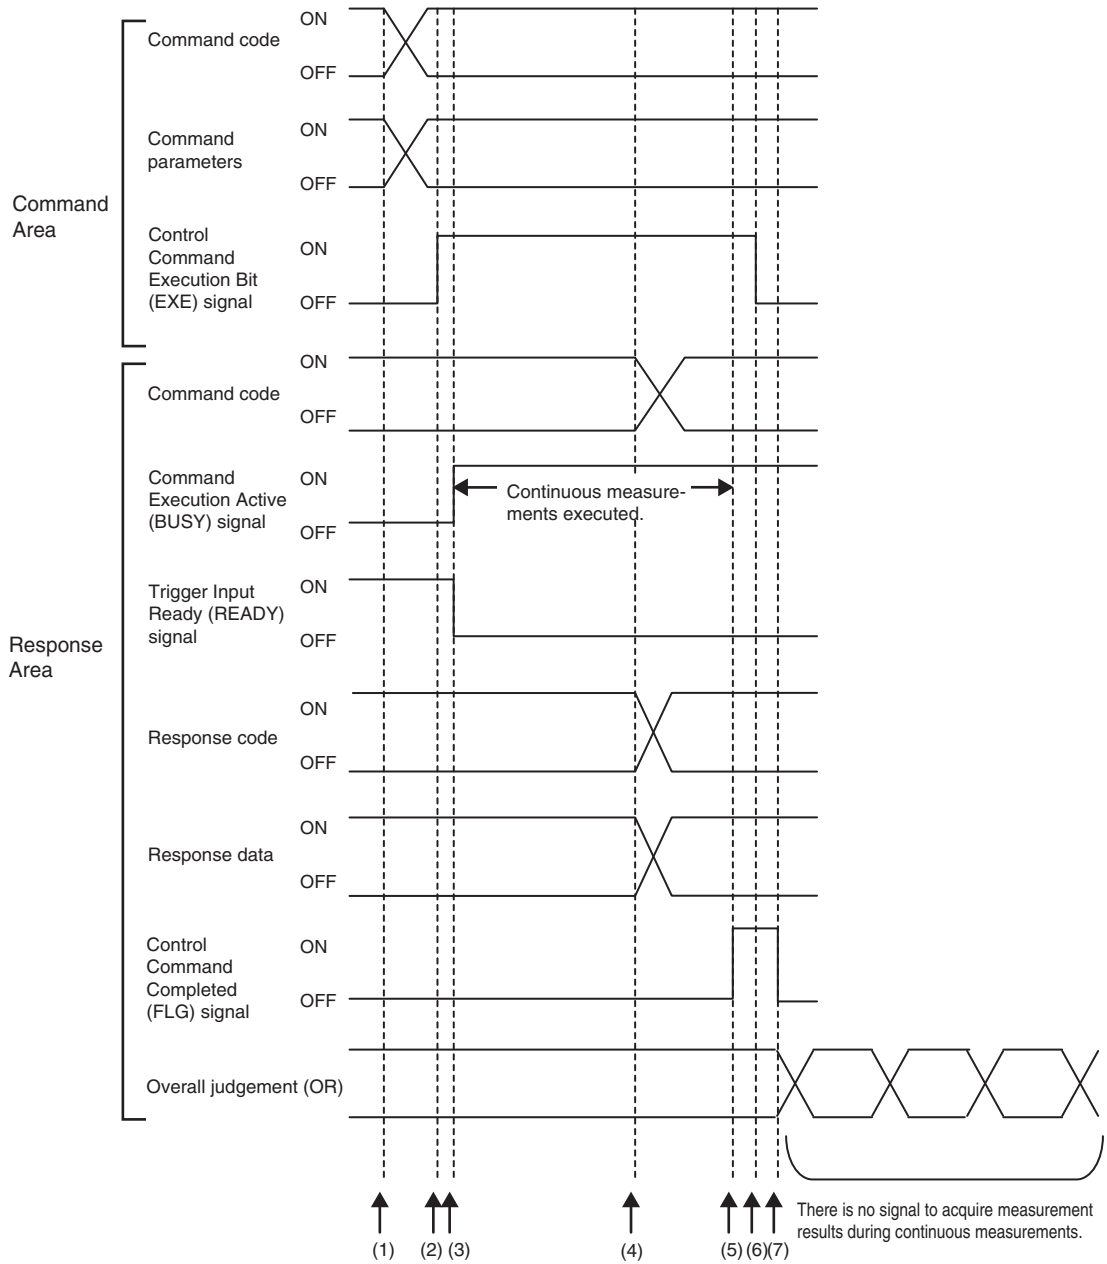 Command
Area
Command code
ON
OFF
Command
parameters
ON
OFF
Control
Command
Execution Bit
(EXE) signal
ON
OFF
Response
Area
Command code
ON
OFF
Command
Execution Active
(BUSY) signal
ON
OFF
Continuous measure-
ments executed.
Trigger Input
Ready (READY)
signal
ON
OFF
Response code
ON
OFF
Response data
ON
OFF
Control
Command
Completed
(FLG) signal
ON
OFF
Overall judgement (OR)
(1)
(2)
(3)
(4)
(5)
(6)
(7)
There is no signal to acquire measurement
results during continuous measurements.